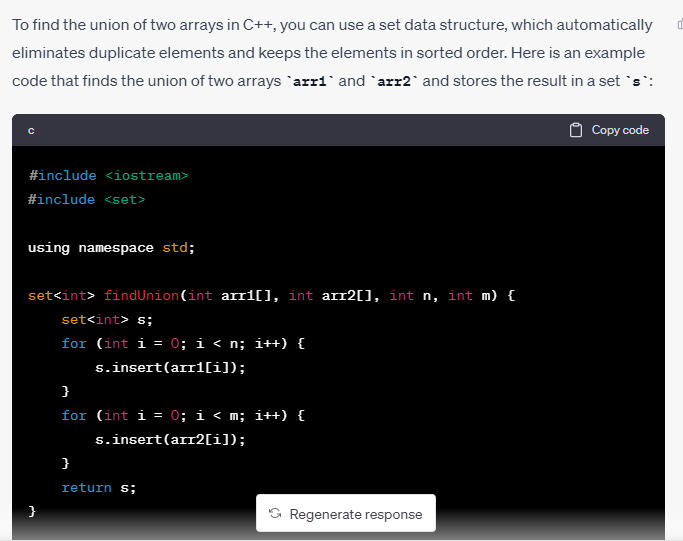 To find the union of two arrays in C++, you can use a set data structure, which automatically
eliminates duplicate elements and keeps the elements in sorted order. Here is an example
code that finds the union of two arrays `arr1` and `arr2` and stores the result in a set `s`:
c
Copy code
#include <iostream>
#include <set>
using namespace std;
set<int> findUnion(int arr1[], int arr2[], int n, int m) {
    set<int> s;
    for (int i = 0; i < n; i++) {
        s.insert(arr1[i]);
    }
    for (int i = 0; i < m; i++) {
        s.insert(arr2[i]);
    }
    return s;
}
Regenerate response